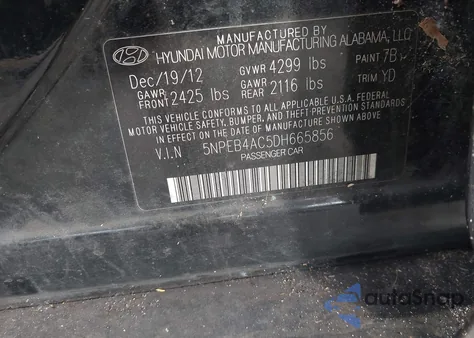 MANUFACTURED BY
HYUNDAI MOTOR MANUFACTURING ALABAMA, LLC
Dec/19/12 GVWR 4299 lbs PAINT 7B
GAWR FRONT 2425 lbs GAWR REAR 2116 lbs TRIM YD
THIS VEHICLE CONFORMS TO ALL APPLICABLE U.S.A FEDERAL
MOTOR VEHICLE SAFETY, BUMPER, AND THEFT PREVENTION STANDARDS
IN EFFECT ON THE DATE OF MANUFACTURE SHOWN ABOVE.
V.I.N 5NPEB4AC5DH665856
PASSENGER CAR
autoSnap